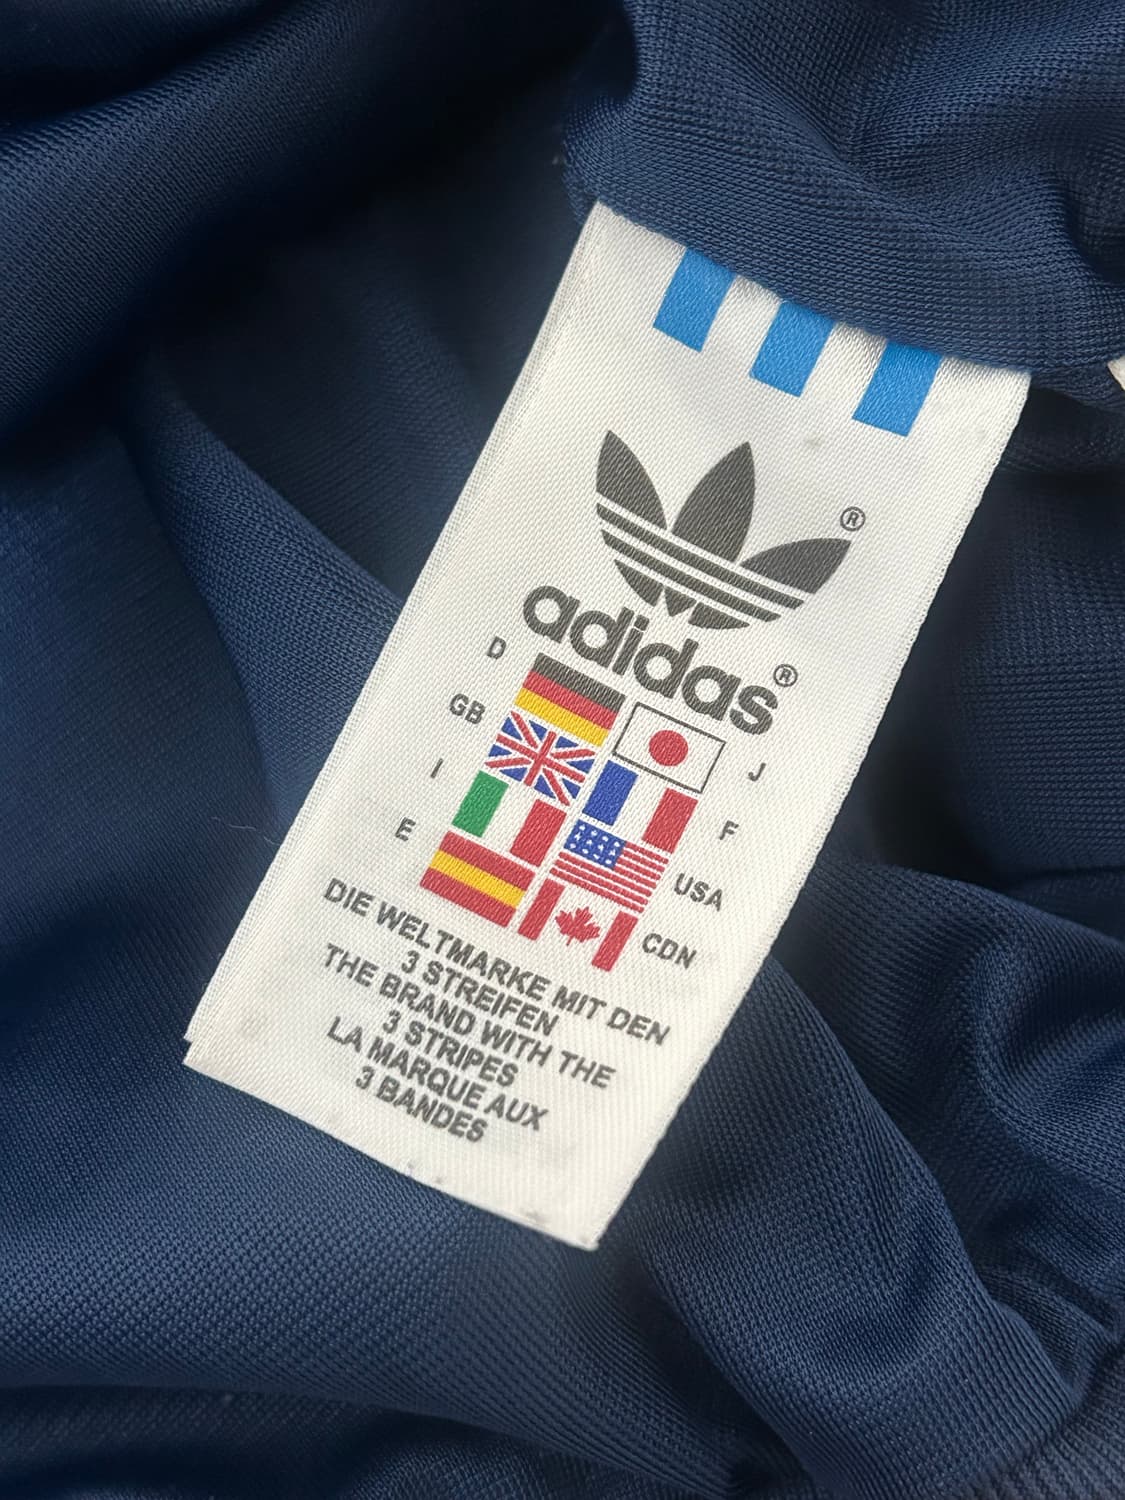 ®
adidas®
D
GB
J
I
F
E
USA
CDN
DIE WELTMARKE MIT DEN
3 STREIFEN
THE BRAND WITH THE
3 STRIPES
LA MARQUE AUX
3 BANDES